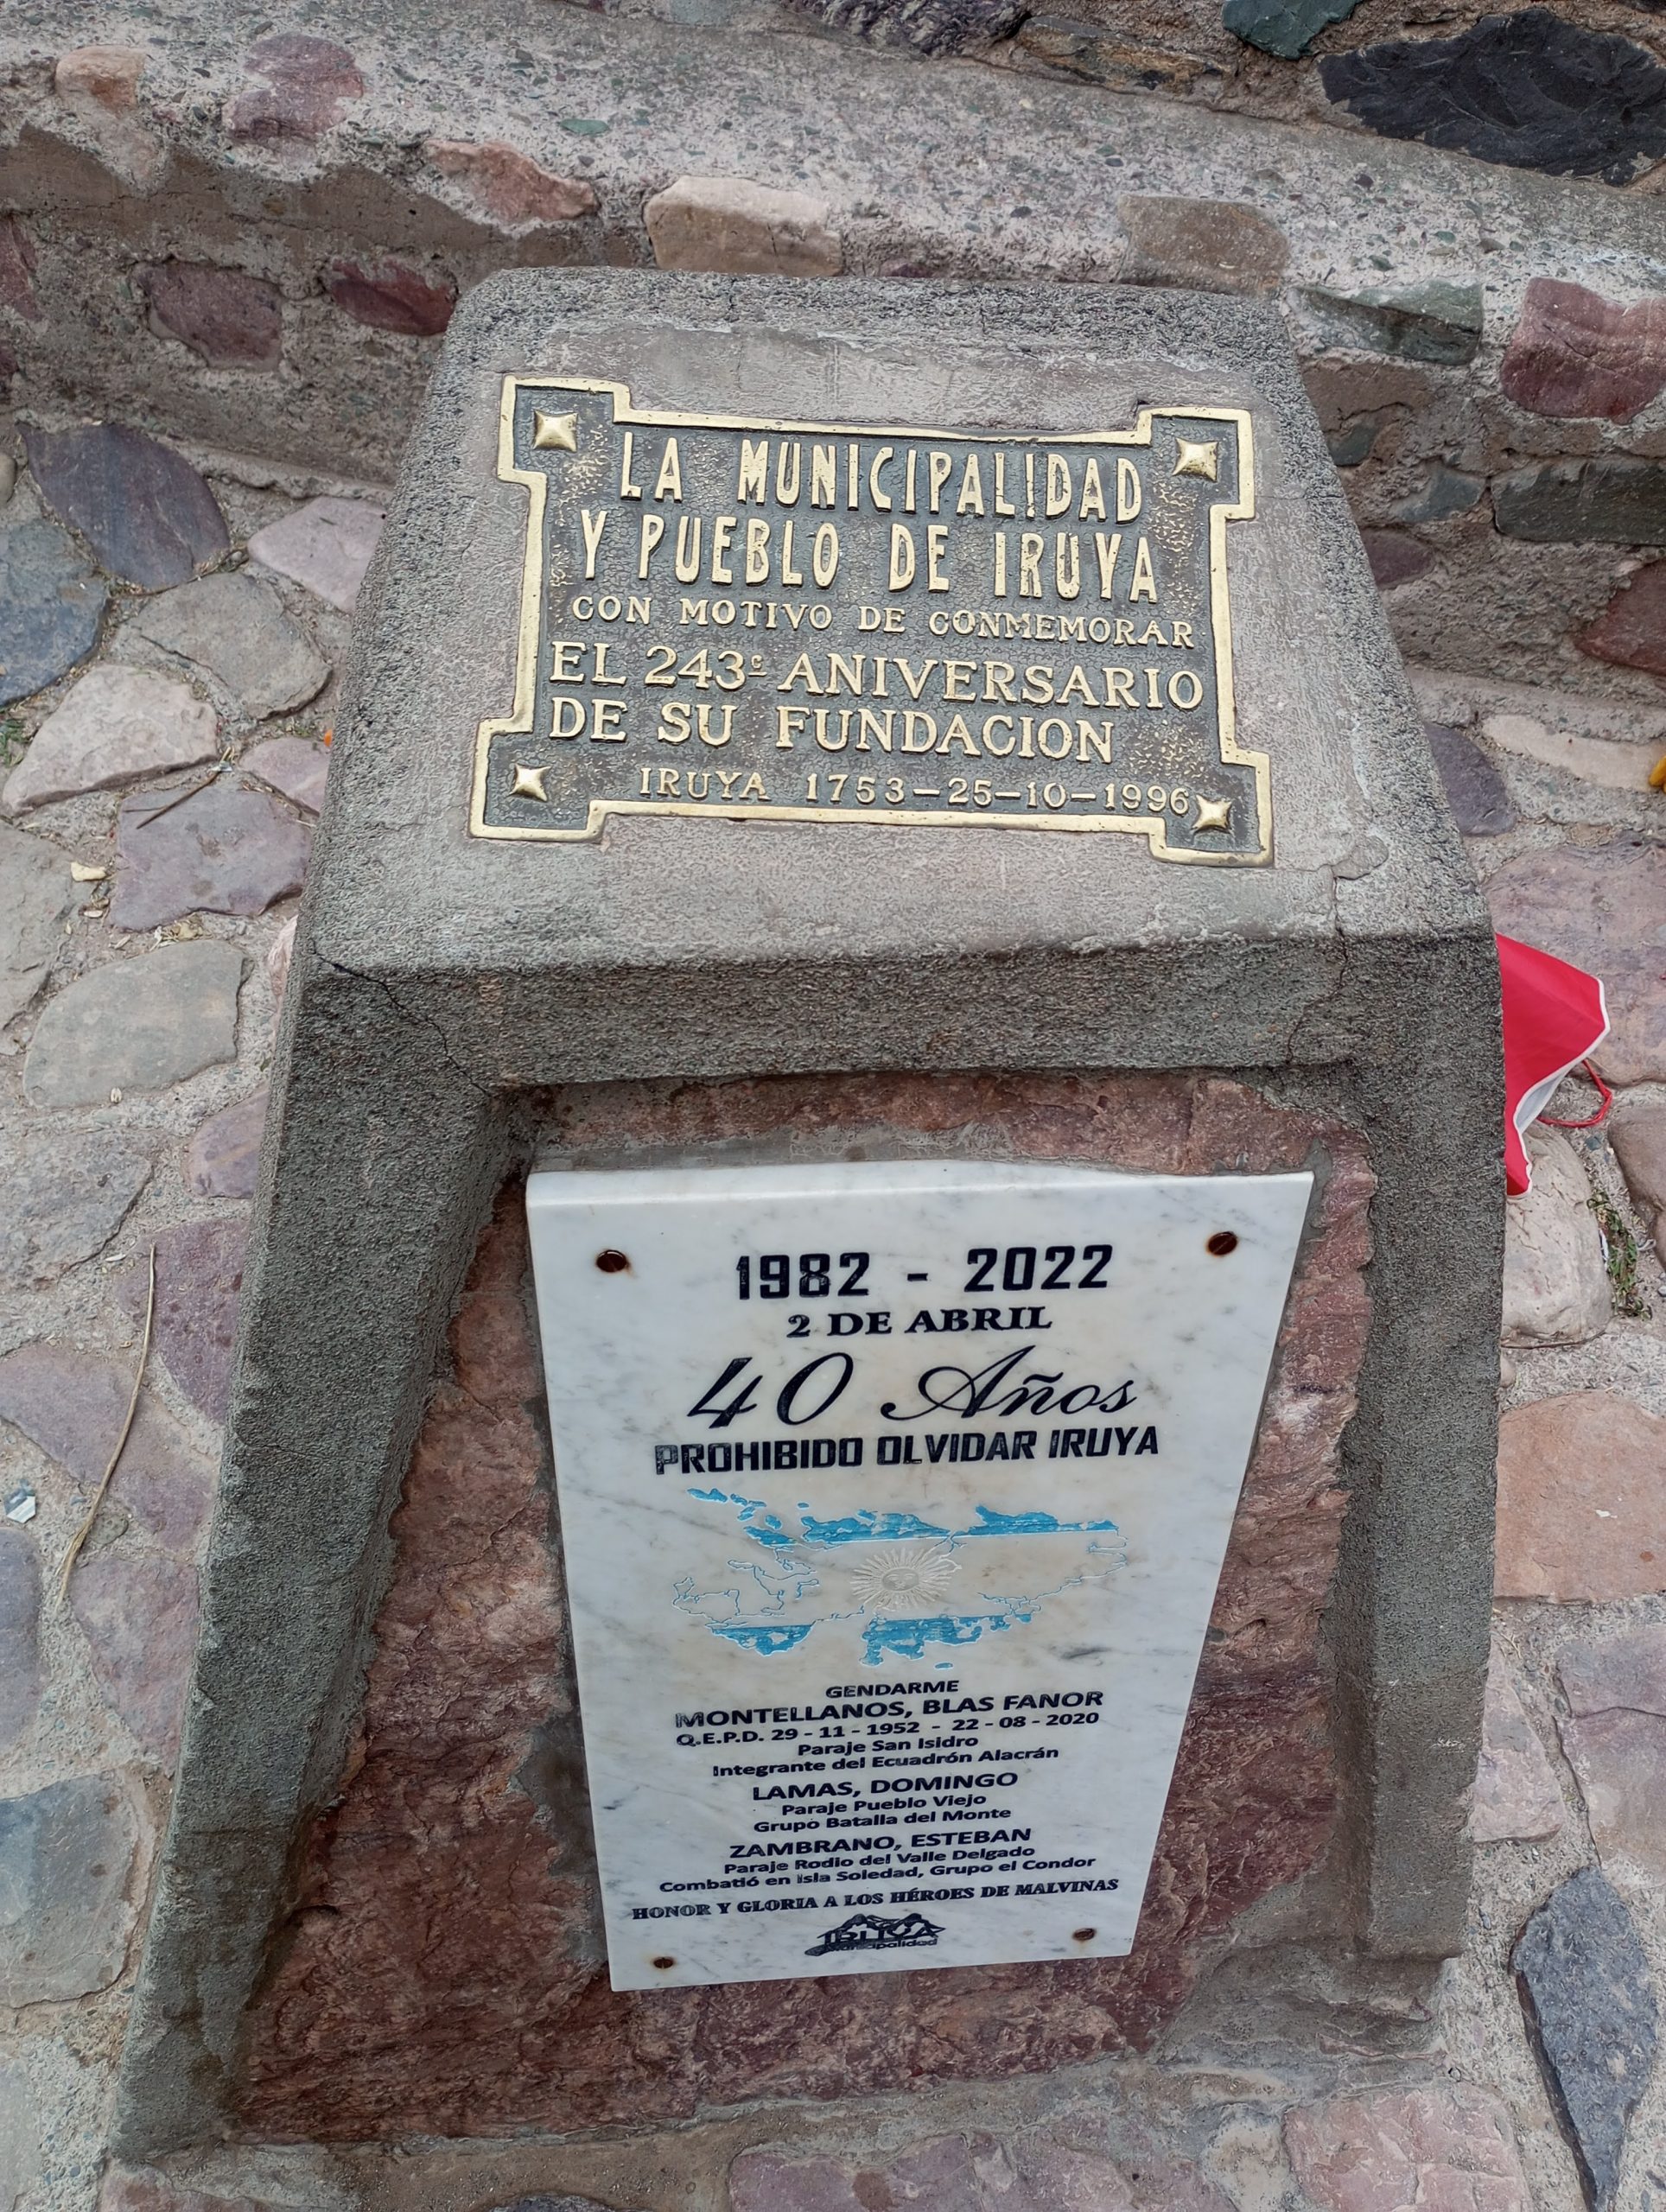 LA MUNICIPALIDAD
Y PUEBLO DE IRUYA
CON MOTIVO DE CONMEMORAR
EL 243º ANIVERSARIO
DE SU FUNDACION
IRUYA 1753-25-10-1996
1982 - 2022
2 DE ABRIL
40 Años
PROHIBIDO OLVIDAR IRUYA
GENDARME
MONTELLANOS, BLAS FANOR
Q.E.P.D. 29 - 11 - 1952 - 22 - 08 - 2020
Paraje San Isidro
Integrante del Ecuadrón Alacrán
LAMAS, DOMINGO
Paraje Pueblo Viejo
Grupo Batalla del Monte
ZAMBRANO, ESTEBAN
Paraje Rodio del Valle Delgado
Combatió en Isla Soledad, Grupo el Condor
HONOR Y GLORIA A LOS HÉROES DE MALVINAS
IRUYA
Municipalidad